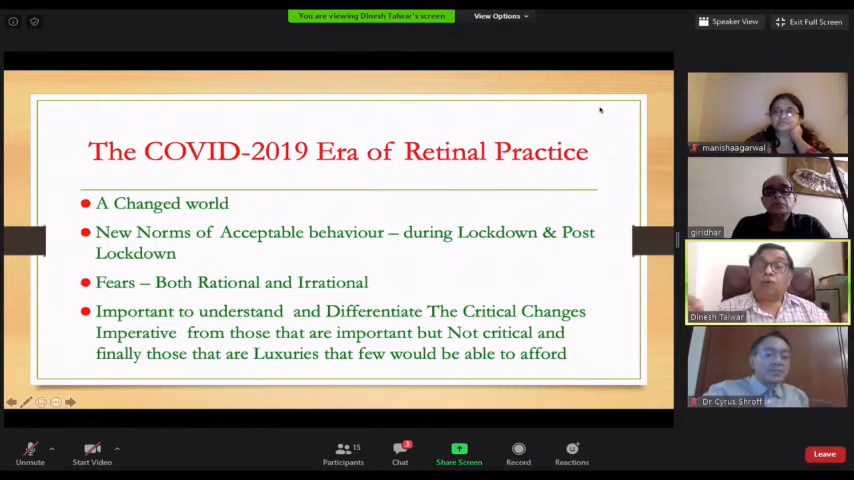 You are viewing Dinesh Talwar's screen
View Options
Speaker View
Exit Full Screen
The COVID-2019 Era of Retinal Practice
A Changed world
New Norms of Acceptable behaviour – during Lockdown & Post
Lockdown
Fears – Both Rational and Irrational
Important to understand and Differentiate The Critical Changes
Imperative from those that are important but Not critical and
finally those that are Luxuries that few would be able to afford
manishaagarwal
giridhar
Dinesh Talwar
Dr Cyrus Shroff
Unmute
Start Video
15
Participants
3
Chat
Share Screen
Record
Reactions
Leave